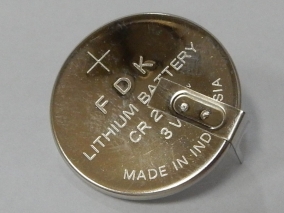 +
FDK
LITHIUM BATTERY
CR 2
3V
MADE IN INDONESIA